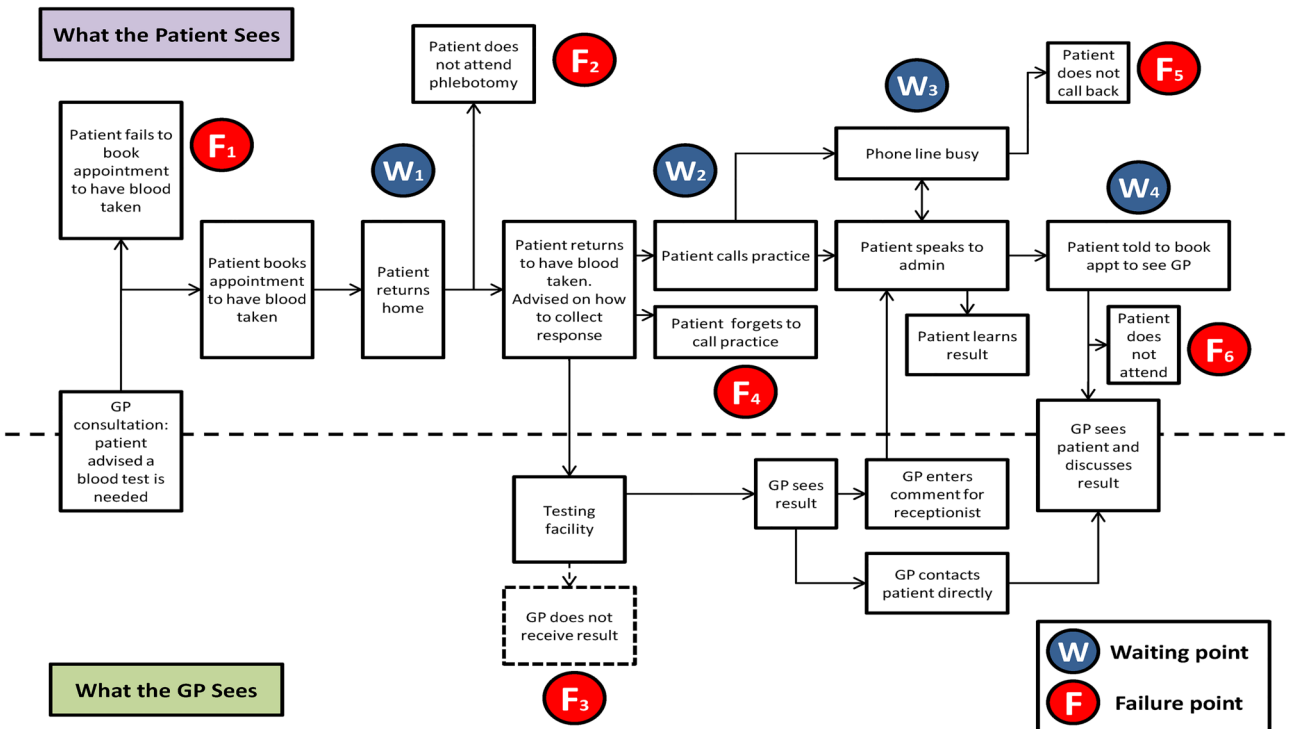 What the Patient Sees
Patient fails to
book
appointment
to have blood
taken
F1
Patient does
not attend
phlebotomy
F2
W1
Patient books
appointment
to have blood
taken
Patient
returns
home
Patient returns
to have blood
taken.
Advised on how
to collect
response
W2
Patient calls practice
Patient forgets to
call practice
F4
W3
Phone line busy
Patient
does not
call back
F5
Patient speaks to
admin
Patient learns
result
W4
Patient told to book
appt to see GP
Patient
does
not
attend
F6
GP
consultation:
patient
advised a
blood test is
needed
Testing
facility
GP does not
receive result
F3
GP sees
result
GP enters
comment for
receptionist
GP contacts
patient directly
GP sees
patient and
discusses
result
What the GP Sees
W Waiting point
F Failure point